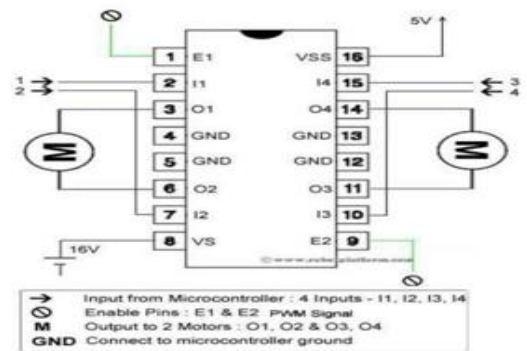 5V
1 E1 VSS 16
1 2 I1 I4 15 3
2 4
3 O1 O4 14
4 GND GND 13
M M
5 GND GND 12
6 O2 O3 11
7 I2 I3 10
16V 8 VS E2 9
Input from Microcontroller : 4 Inputs - I1, I2, I3, I4
Enable Pins : E1 & E2 PWM Signal
M Output to 2 Motors : O1, O2 & O3, O4
GND Connect to microcontroller ground